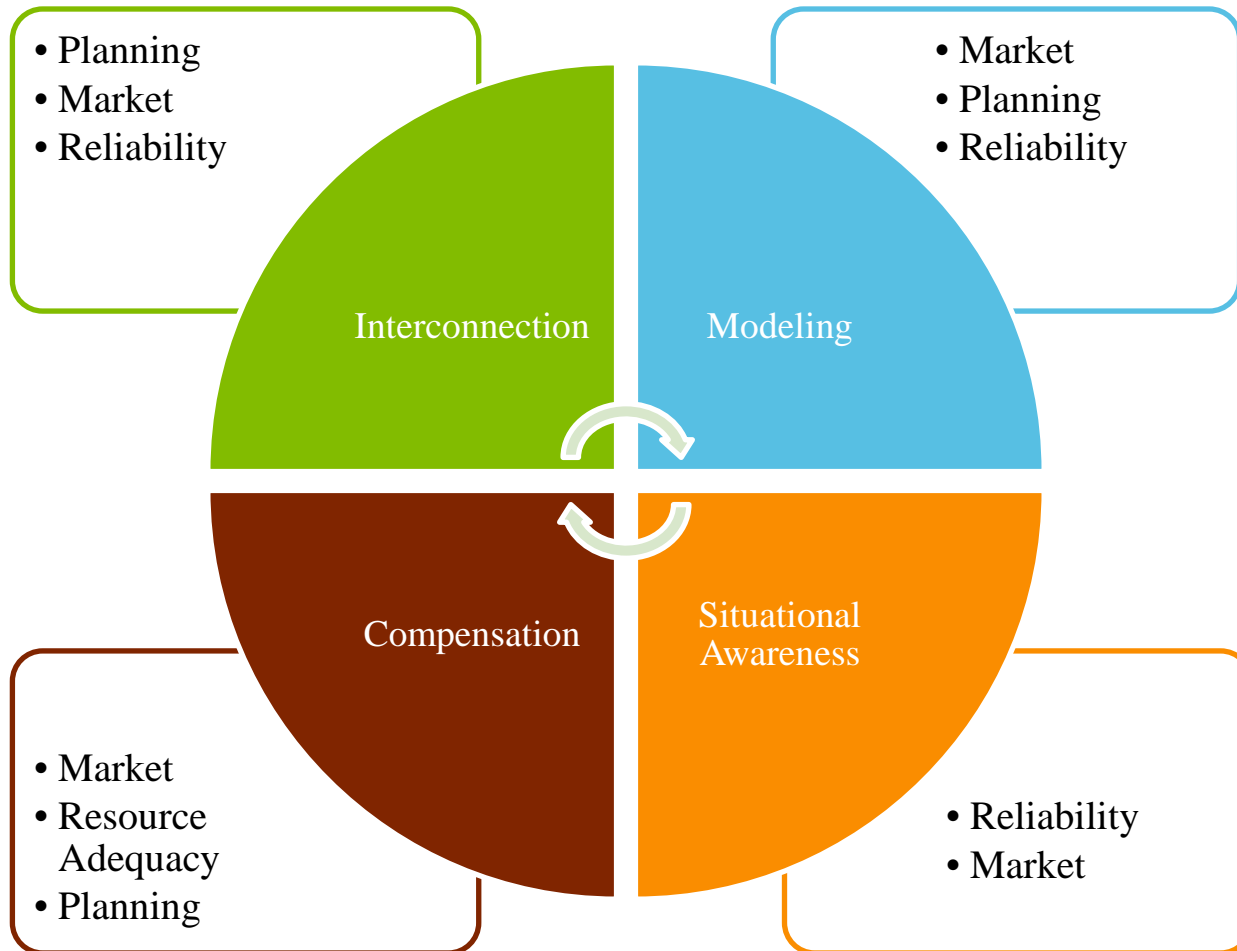 • Planning
• Market
• Reliability
• Market
• Planning
• Reliability
Interconnection
Modeling
Compensation
Situational
Awareness
• Market
• Resource
Adequacy
• Planning
• Reliability
• Market